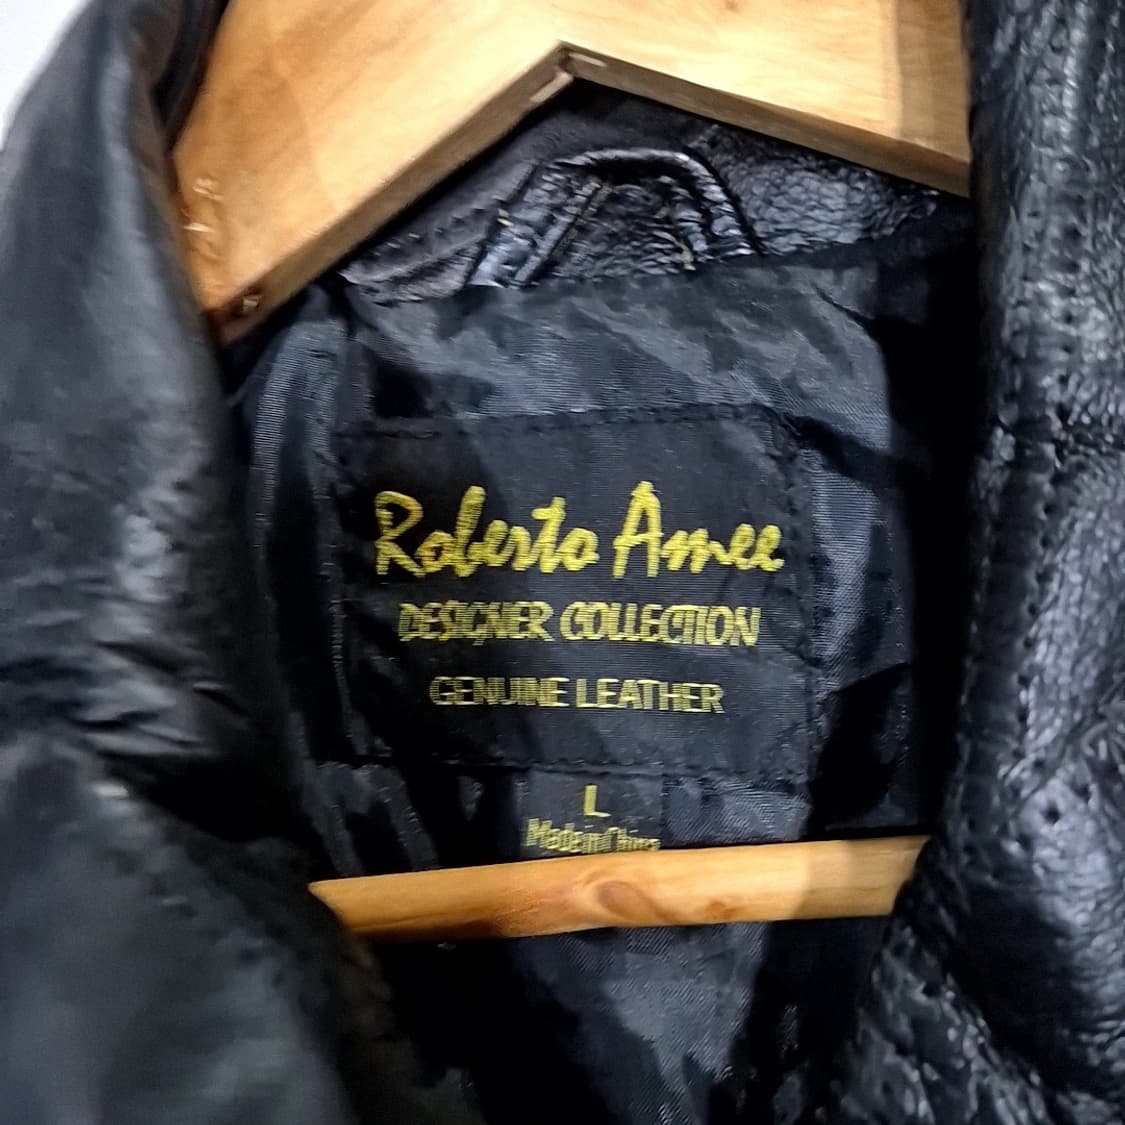 Roberto Amee
DESIGNER COLLECTION
GENUINE LEATHER
L
Made in China